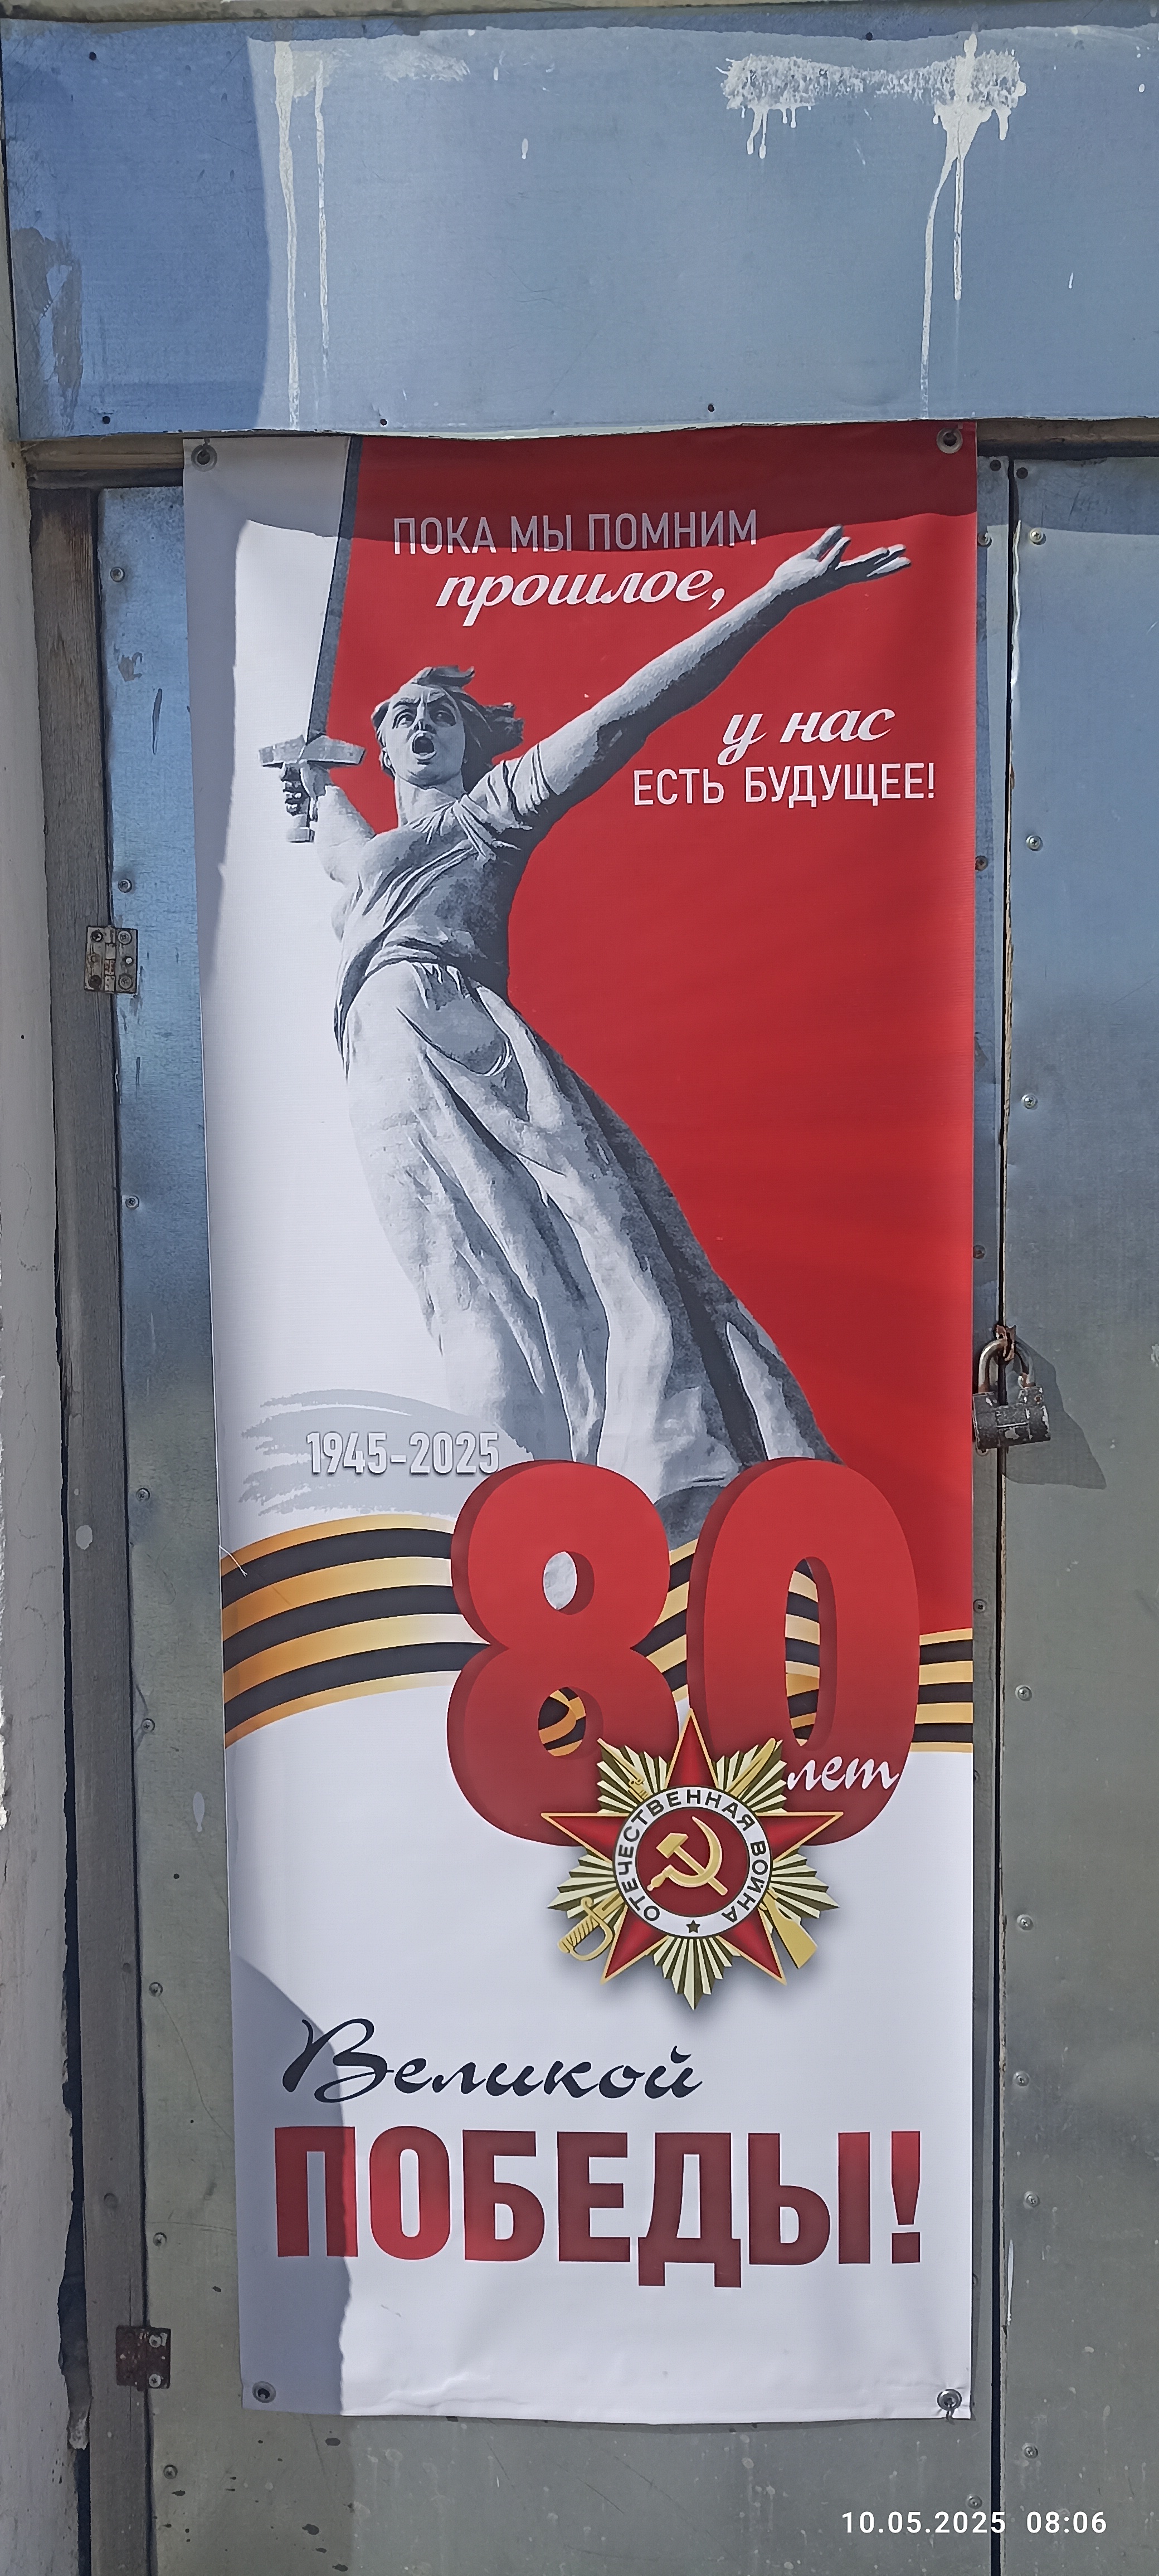 ПОКА МЫ ПОМНИМ
прошлое,
у нас
ЕСТЬ БУДУЩЕЕ!
1945-2025
80
лет
ОТЕЧЕСТВЕННАЯ ВОЙНА
Великой
ПОБЕДЫ!
10.05.2025 08:06